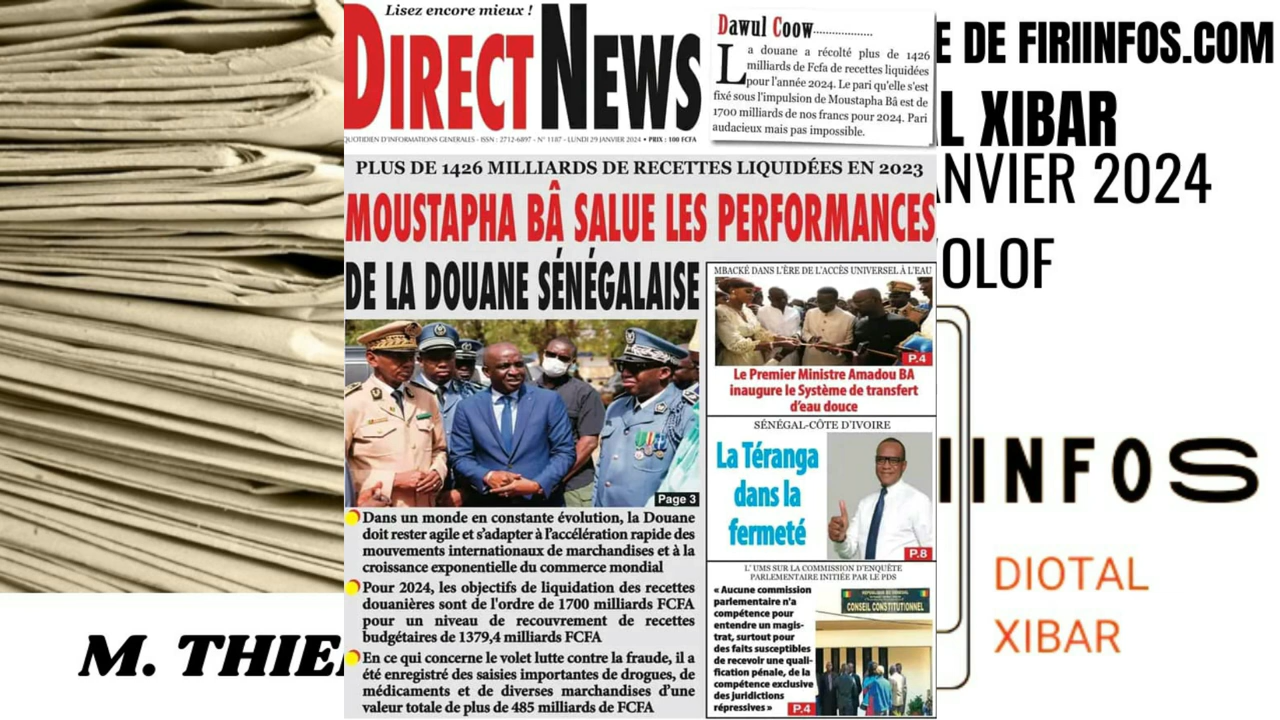 Lisez encore mieux !
DIRECT NEWS
QUOTIDIEN D'INFORMATIONS GENERALES - ISSN : 2712-6897 - N° 1187 - LUNDI 29 JANVIER 2024 • PRIX : 100 FCFA
Dawul Coow...................
La douane a récolté plus de 1426
milliards de Fcfa de recettes liquidées
pour l'année 2024. Le pari qu'elle s'est
fixé sous l'impulsion de Moustapha Bâ est de
1700 milliards de nos francs pour 2024. Pari
audacieux mais pas impossible.
PLUS DE 1426 MILLIARDS DE RECETTES LIQUIDÉES EN 2023
MOUSTAPHA BÂ SALUE LES PERFORMANCES
DE LA DOUANE SÉNÉGALAISE
Page 3
Dans un monde en constante évolution, la Douane
doit rester agile et s'adapter à l'accélération rapide des
mouvements internationaux de marchandises et à la
croissance exponentielle du commerce mondial
Pour 2024, les objectifs de liquidation des recettes
douanières sont de l'ordre de 1700 milliards FCFA
pour un niveau de recouvrement de recettes
budgétaires de 1379,4 milliards FCFA
En ce qui concerne le volet lutte contre la fraude, il a
été enregistré des saisies importantes de drogues, de
médicaments et de diverses marchandises d'une
valeur totale de plus de 485 milliards de FCFA
MBACKÉ DANS L'ÈRE DE L'ACCÈS UNIVERSEL À L'EAU
P.4
Le Premier Ministre Amadou BA
inaugure le Système de transfert
d'eau douce
SÉNÉGAL-CÔTE D'IVOIRE
La Téranga
dans la
fermeté
P.8
L' UMS SUR LA COMMISSION D'ENQUÊTE
PARLEMENTAIRE INITIÉE PAR LE PDS
« Aucune commission
parlementaire n'a
compétence pour
entendre un magis-
trat, surtout pour
des faits susceptibles
de recevoir une quali-
fication pénale, de la
compétence exclusive
des juridictions
répressives »
P.4
CONSEIL CONSTITUTIONNEL
E DE FIRIINFOS.COM
L XIBAR
ANVIER 2024
OLOF
IINFOS
DIOTAL
XIBAR
M. THIE